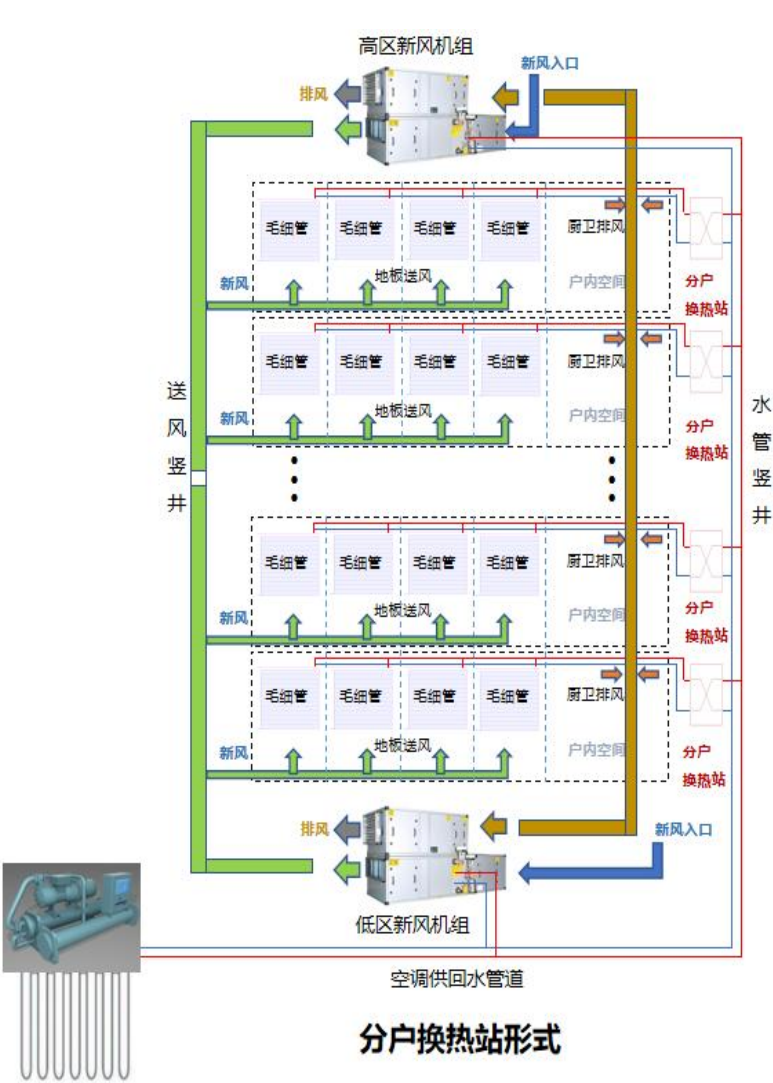 高区新风机组
新风入口
排风
毛细管 毛细管 毛细管 毛细管 厨卫排风
新风 地板送风 户内空间
分户
换热站
毛细管 毛细管 毛细管 毛细管 厨卫排风
新风 地板送风 户内空间
分户
换热站
送风竖井
水管竖井
毛细管 毛细管 毛细管 毛细管 厨卫排风
新风 地板送风 户内空间
分户
换热站
毛细管 毛细管 毛细管 毛细管 厨卫排风
新风 地板送风 户内空间
分户
换热站
排风
新风入口
低区新风机组
空调供回水管道
分户换热站形式